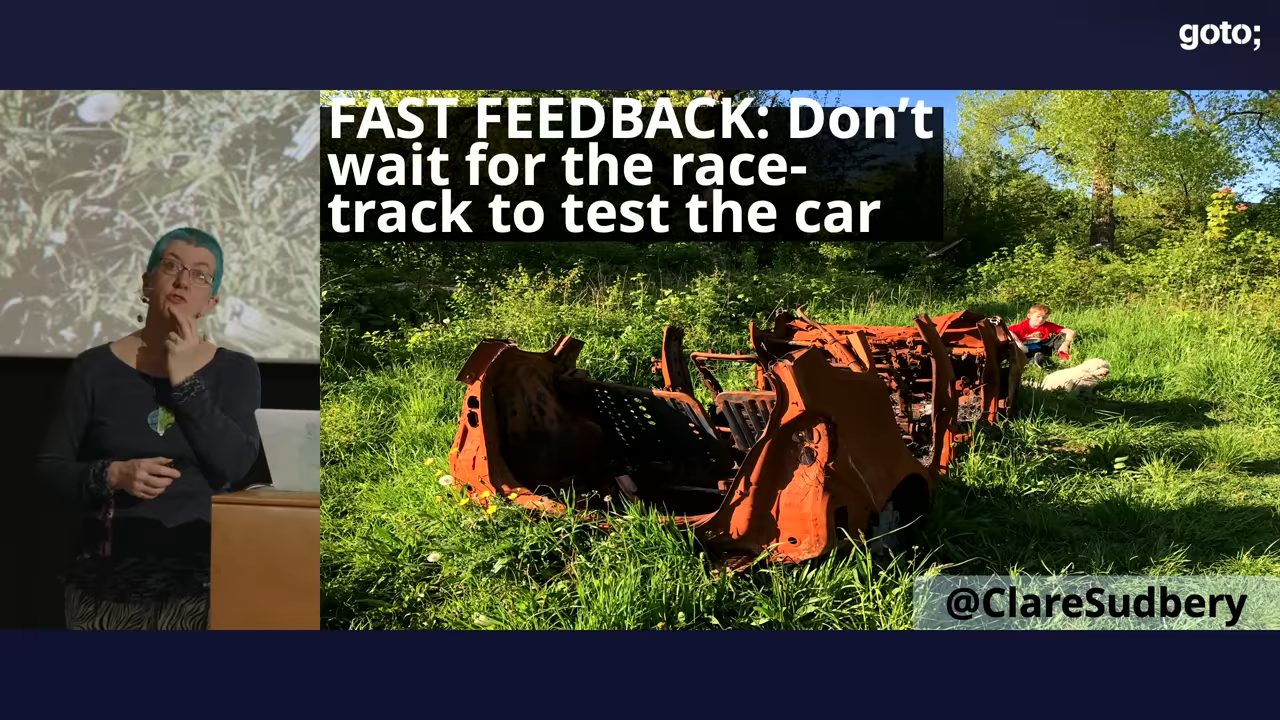 goto;
FAST FEEDBACK: Don’t
wait for the race-
track to test the car
@ClareSudbery